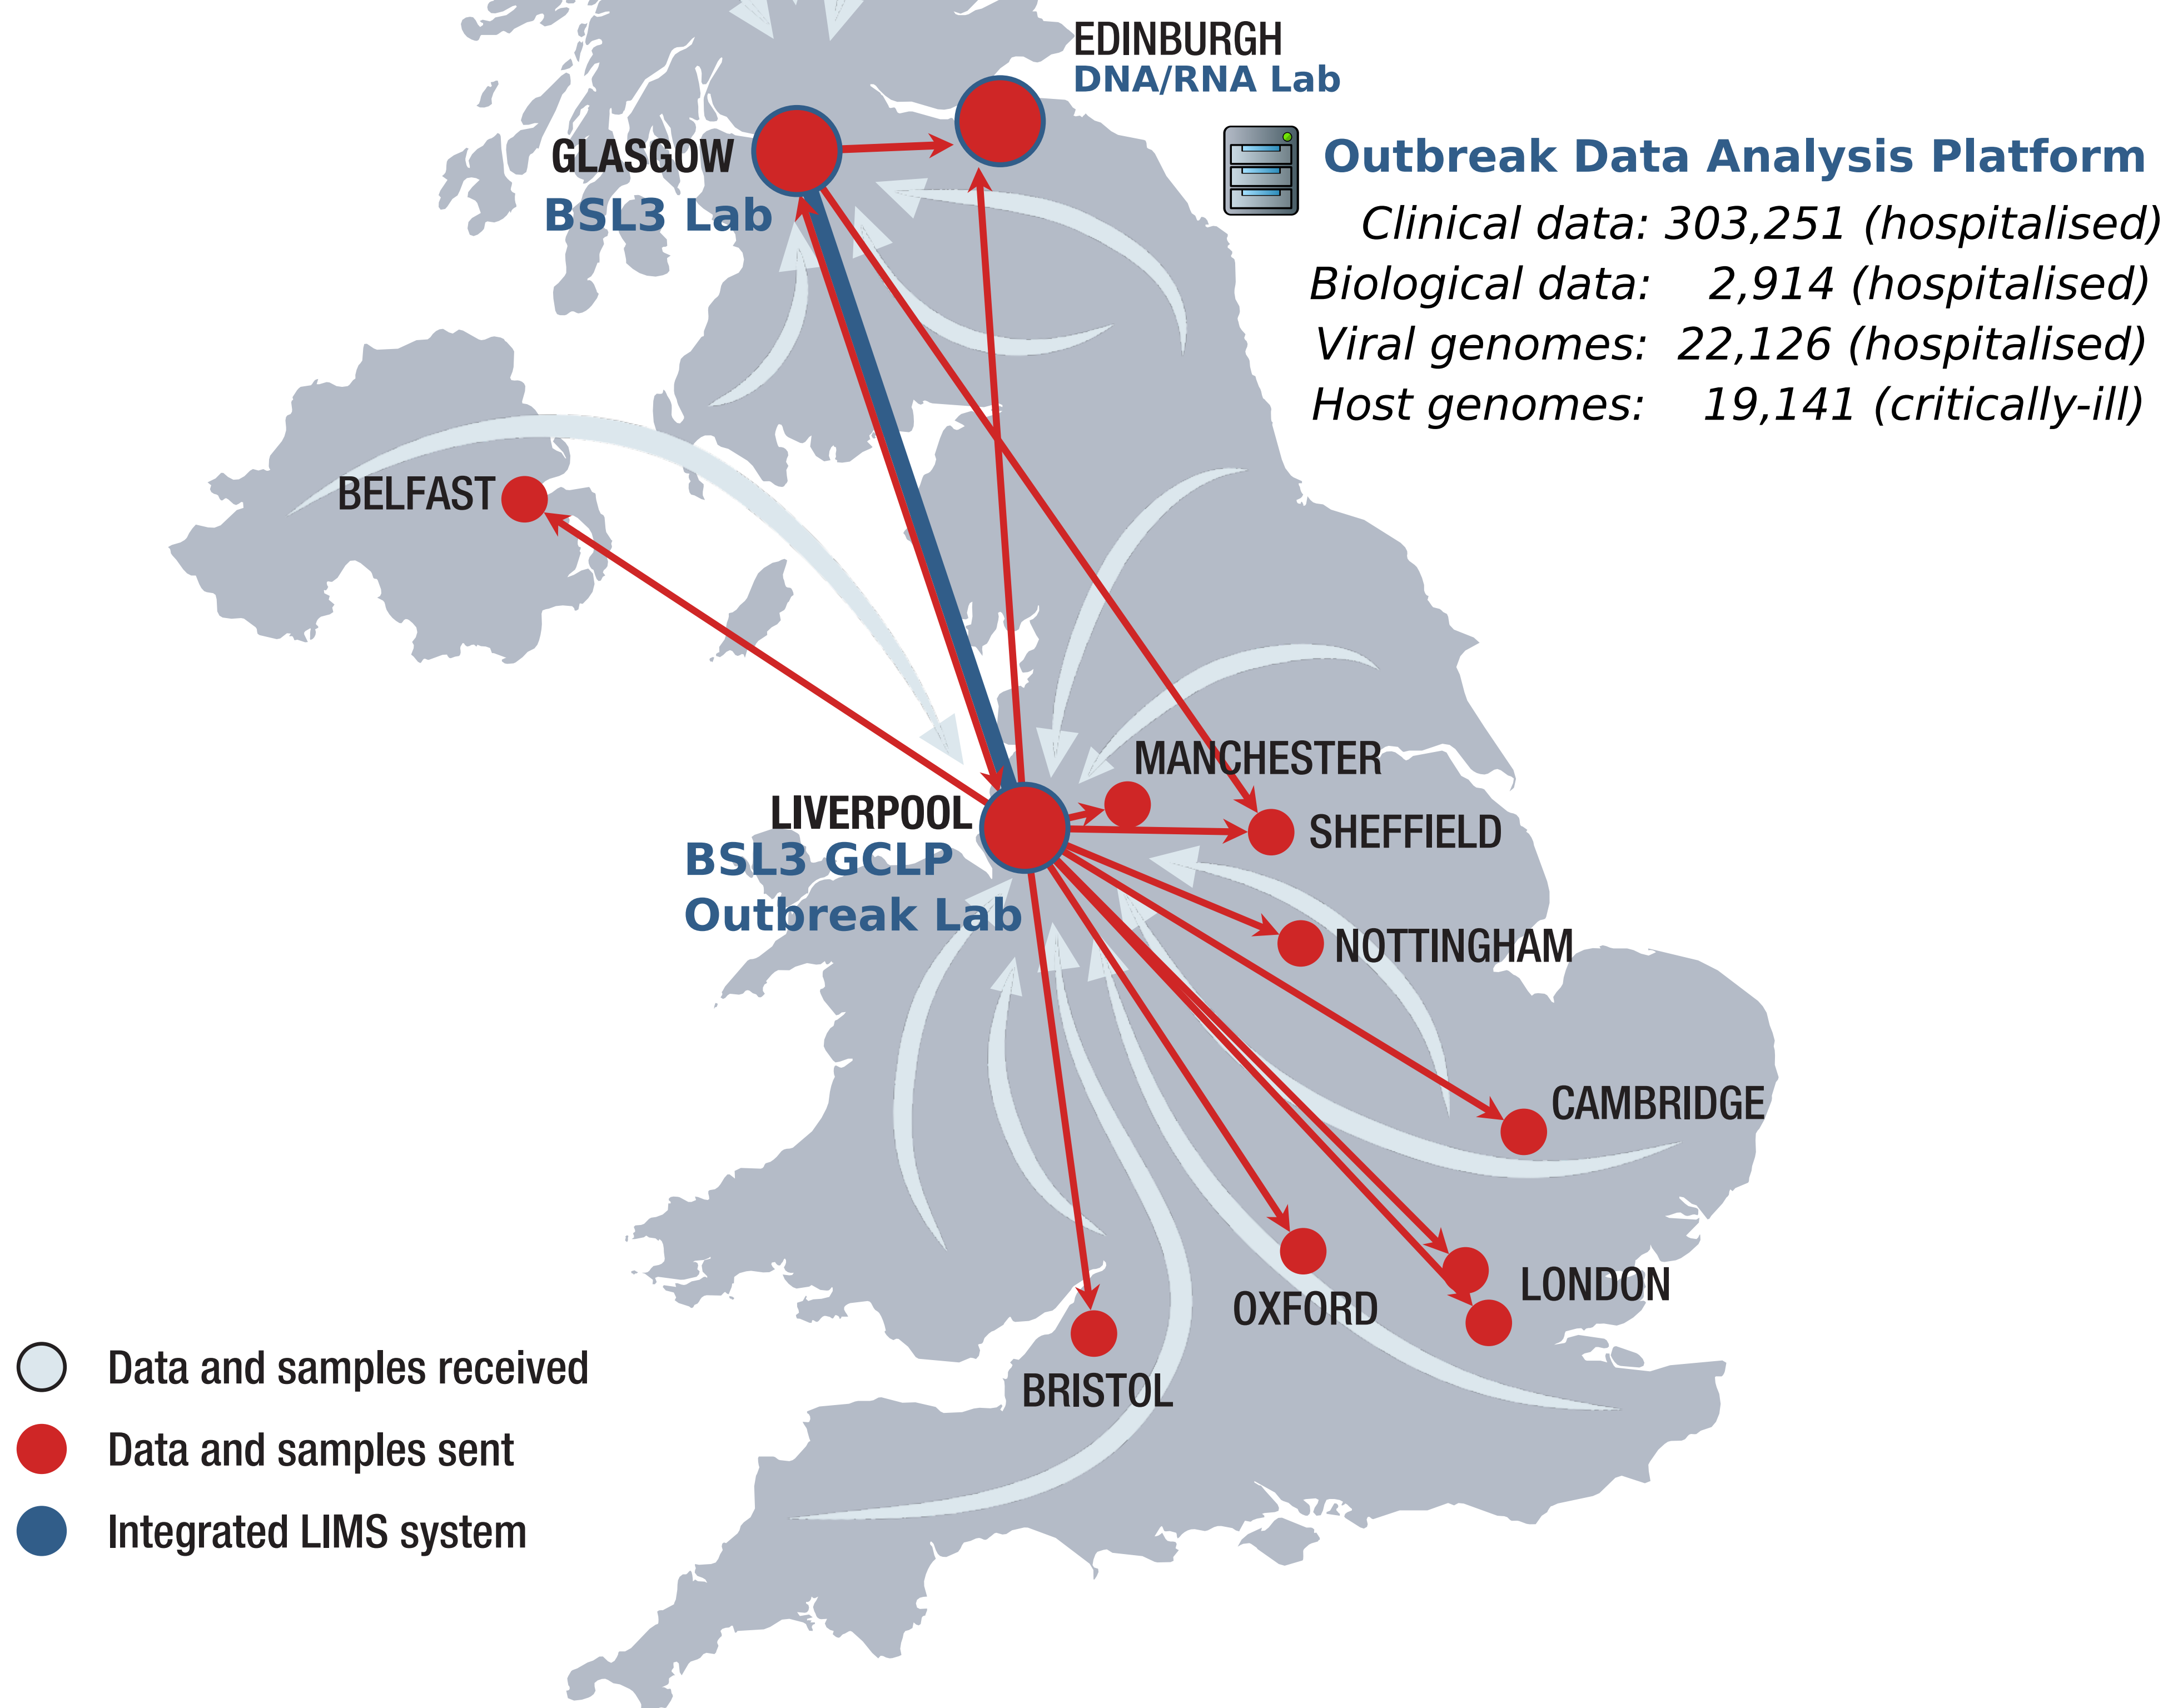 EDINBURGH
DNA/RNA Lab
GLASGOW
BSL3 Lab
Outbreak Data Analysis Platform
Clinical data: 303,251 (hospitalised)
Biological data: 2,914 (hospitalised)
Viral genomes: 22,126 (hospitalised)
Host genomes: 19,141 (critically-ill)
BELFAST
MANCHESTER
LIVERPOOL
BSL3 GCLP
Outbreak Lab
SHEFFIELD
NOTTINGHAM
CAMBRIDGE
LONDON
OXFORD
BRISTOL
Data and samples received
Data and samples sent
Integrated LIMS system